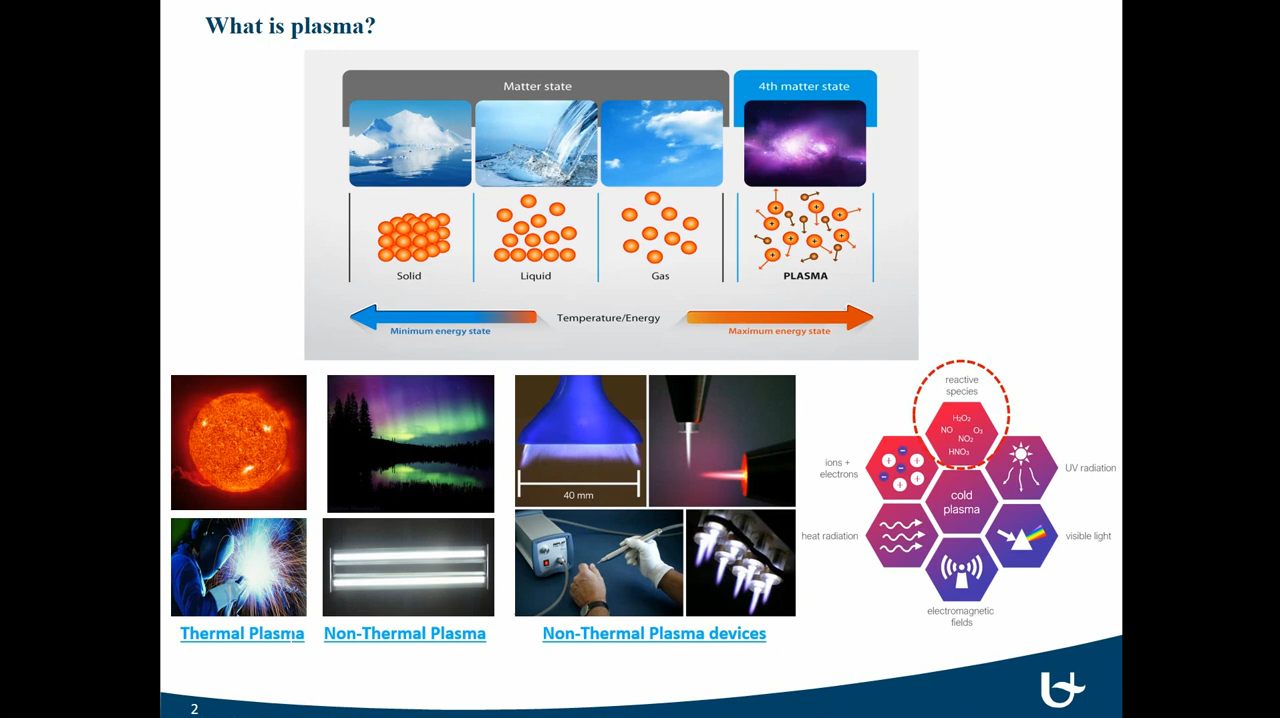 What is plasma?
Matter state
4th matter state
Solid
Liquid
Gas
PLASMA
Temperature/Energy
Minimum energy state
Maximum energy state
40 mm
Thermal Plasma
Non-Thermal Plasma
Non-Thermal Plasma devices
reactive
species
H₂O₂
NO
O₃
NO₂
HNO₃
ions +
electrons
UV radiation
cold
plasma
heat radiation
visible light
electromagnetic
fields
2